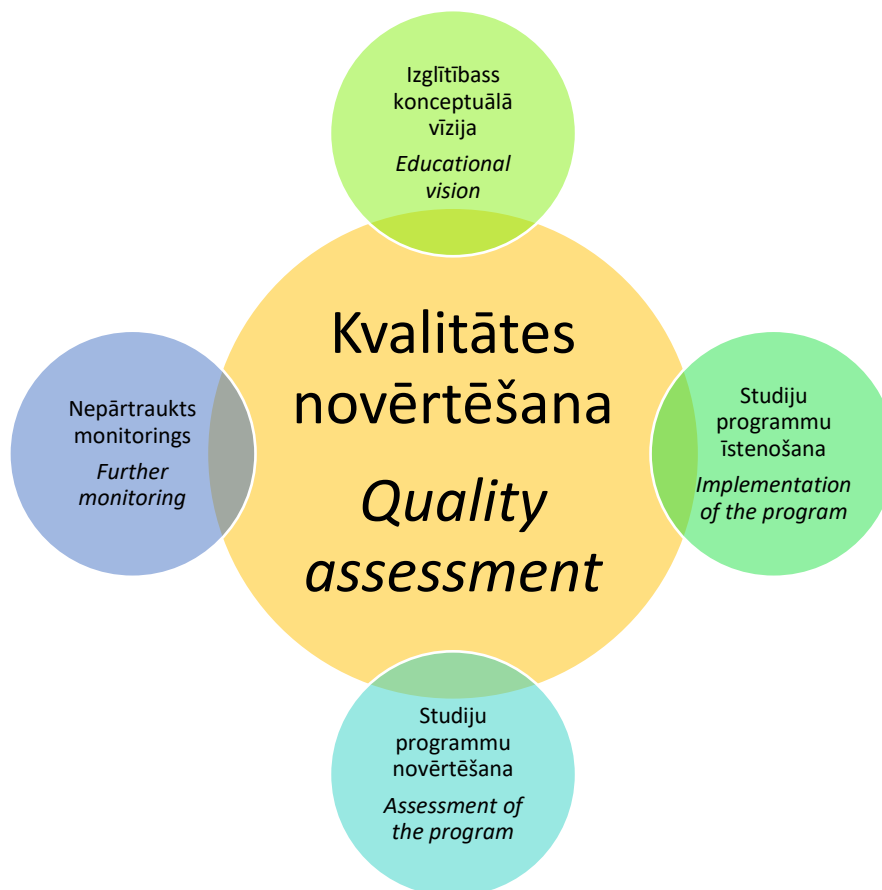 Izglītībass
konceptuālā
vīzija
Educational
vision
Kvalitātes
novērtēšana
Quality
assessment
Nepārtraukts
monitorings
Further
monitoring
Studiju
programmu
īstenošana
Implementation
of the program
Studiju
programmu
novērtēšana
Assessment of
the program